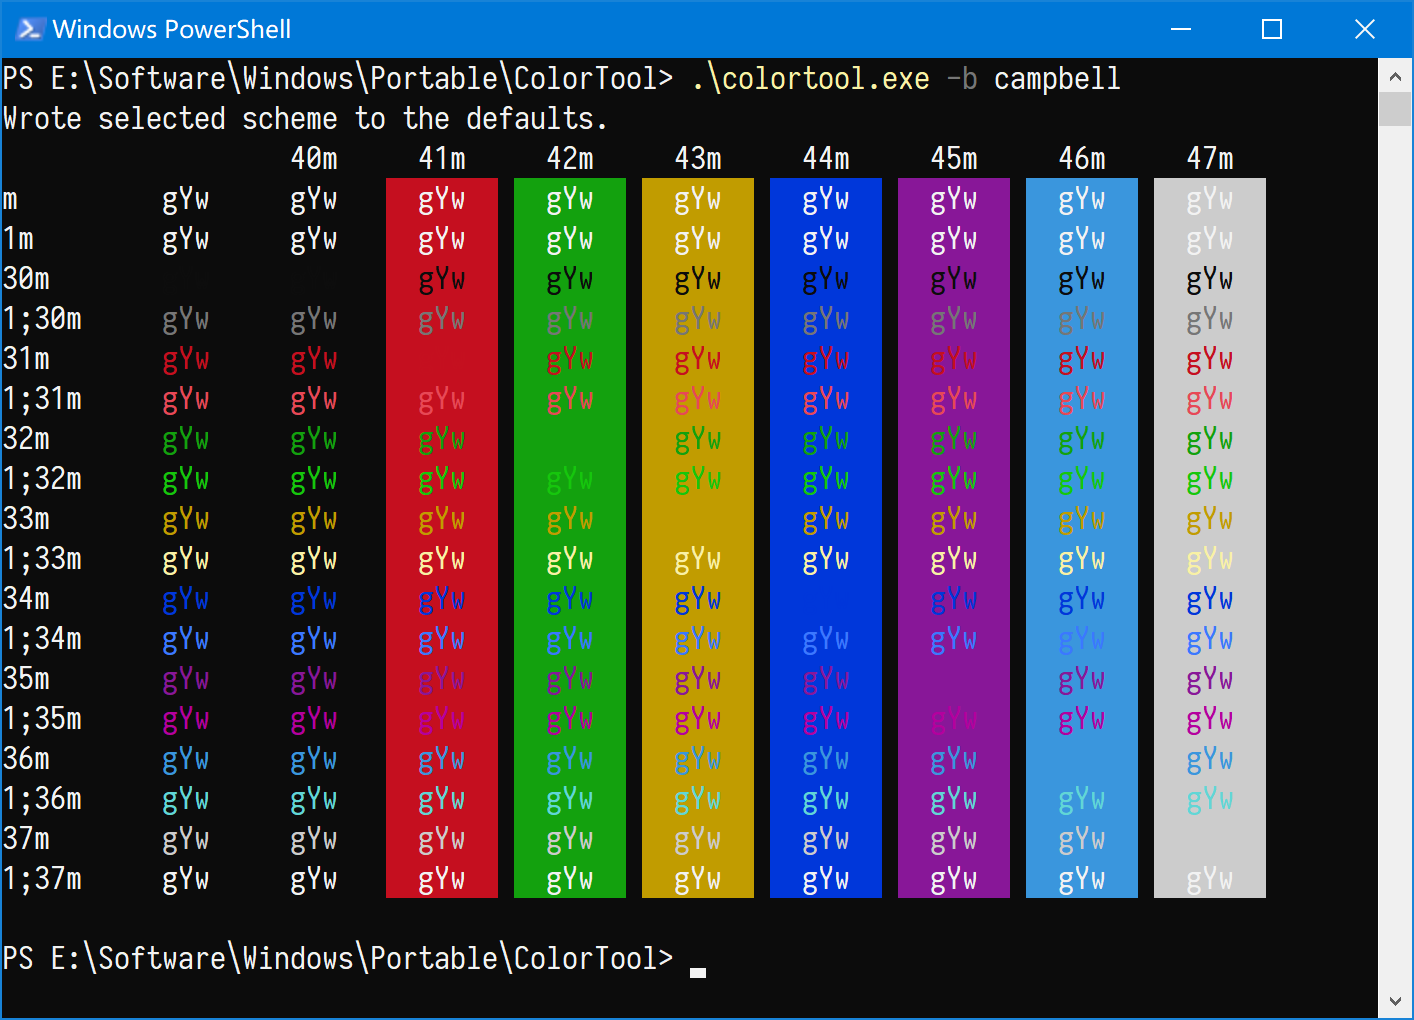 Windows PowerShell
PS E:\Software\Windows\Portable\ColorTool> .\colortool.exe -b campbell
Wrote selected scheme to the defaults.
40m 41m 42m 43m 44m 45m 46m 47m
m gYw gYw gYw gYw gYw gYw gYw gYw gYw
1m gYw gYw gYw gYw gYw gYw gYw gYw gYw
30m gYw gYw gYw gYw gYw gYw gYw
1;30m gYw gYw gYw gYw gYw gYw gYw gYw gYw
31m gYw gYw gYw gYw gYw gYw gYw gYw
1;31m gYw gYw gYw gYw gYw gYw gYw gYw gYw
32m gYw gYw gYw gYw gYw gYw gYw gYw
1;32m gYw gYw gYw gYw gYw gYw gYw gYw gYw
33m gYw gYw gYw gYw gYw gYw gYw gYw
1;33m gYw gYw gYw gYw gYw gYw gYw gYw gYw
34m gYw gYw gYw gYw gYw gYw gYw gYw
1;34m gYw gYw gYw gYw gYw gYw gYw gYw gYw
35m gYw gYw gYw gYw gYw gYw gYw gYw
1;35m gYw gYw gYw gYw gYw gYw gYw gYw gYw
36m gYw gYw gYw gYw gYw gYw gYw gYw
1;36m gYw gYw gYw gYw gYw gYw gYw gYw gYw
37m gYw gYw gYw gYw gYw gYw gYw gYw
1;37m gYw gYw gYw gYw gYw gYw gYw gYw gYw
PS E:\Software\Windows\Portable\ColorTool>